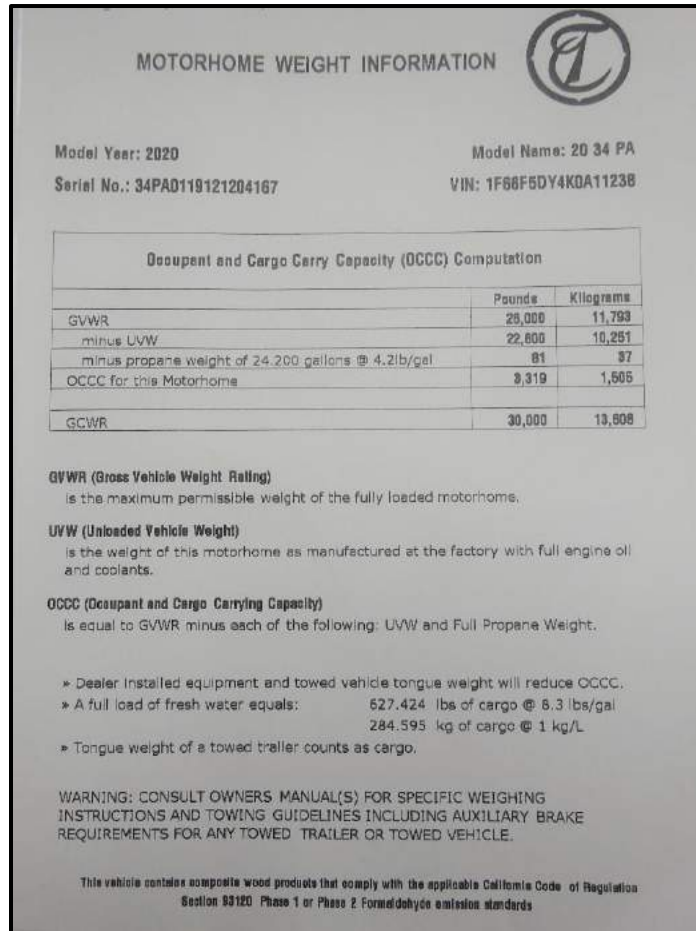 MOTORHOME WEIGHT INFORMATION
Model Year: 2020 Model Name: 20 34 PA
Serial No.: 34PA0119121204167 VIN: 1F66F5DY4K0A11238
Occupant and Cargo Carry Capacity (OCCC) Computation
Pounds Kilograms
GVWR 26,000 11,793
minus UVW 22,600 10,251
minus propane weight of 24.200 gallons @ 4.2lb/gal 81 37
OCCC for this Motorhome 3,319 1,505
GCWR 30,000 13,608
GVWR (Gross Vehicle Weight Rating)
is the maximum permissible weight of the fully loaded motorhome.
UVW (Unloaded Vehicle Weight)
is the weight of this motorhome as manufactured at the factory with full engine oil
and coolants.
OCCC (Occupant and Cargo Carrying Capacity)
is equal to GVWR minus each of the following: UVW and Full Propane Weight.
» Dealer Installed equipment and towed vehicle tongue weight will reduce OCCC.
» A full load of fresh water equals: 627.424 lbs of cargo @ 8.3 lbs/gal
284.595 kg of cargo @ 1 kg/L
» Tongue weight of a towed trailer counts as cargo.
WARNING: CONSULT OWNERS MANUAL(S) FOR SPECIFIC WEIGHING
INSTRUCTIONS AND TOWING GUIDELINES INCLUDING AUXILIARY BRAKE
REQUIREMENTS FOR ANY TOWED TRAILER OR TOWED VEHICLE.
This vehicle contains composite wood products that comply with the applicable California Code of Regulation
Section 93120 Phase 1 or Phase 2 Formaldehyde emission standards